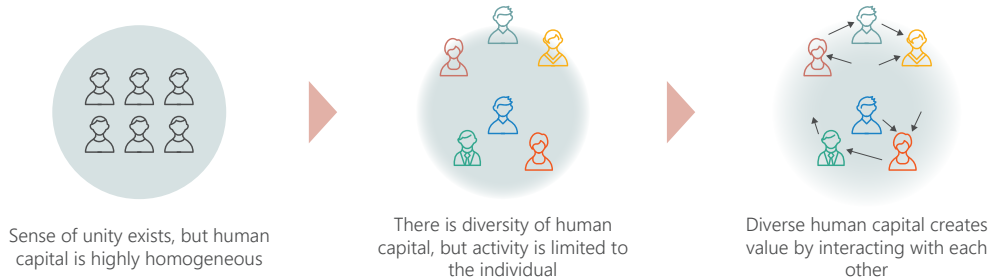 Sense of unity exists, but human
capital is highly homogeneous
There is diversity of human
capital, but activity is limited to
the individual
Diverse human capital creates
value by interacting with each
other